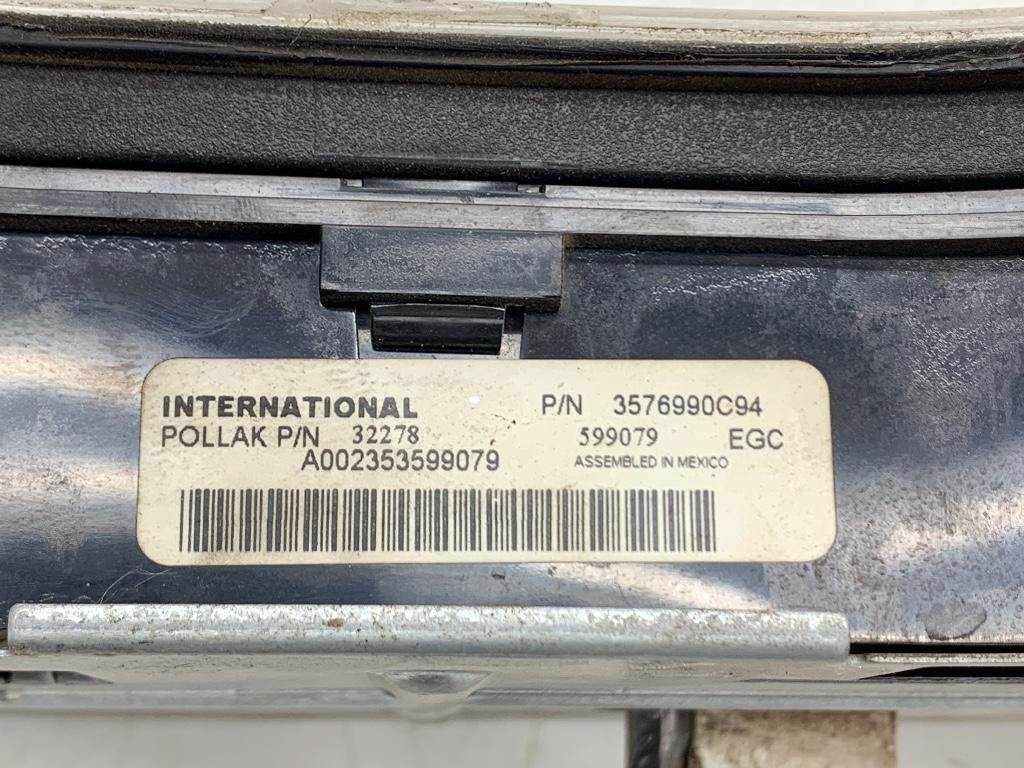 INTERNATIONAL P/N 3576990C94
POLLAK P/N 32278 599079 EGC
A002353599079 ASSEMBLED IN MEXICO